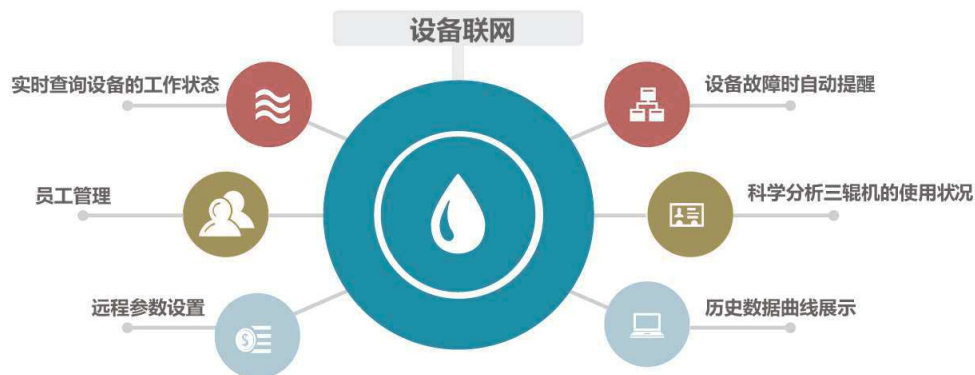 设备联网
实时查询设备的工作状态
设备故障时自动提醒
员工管理
科学分析三辊机的使用状况
远程参数设置
历史数据曲线展示